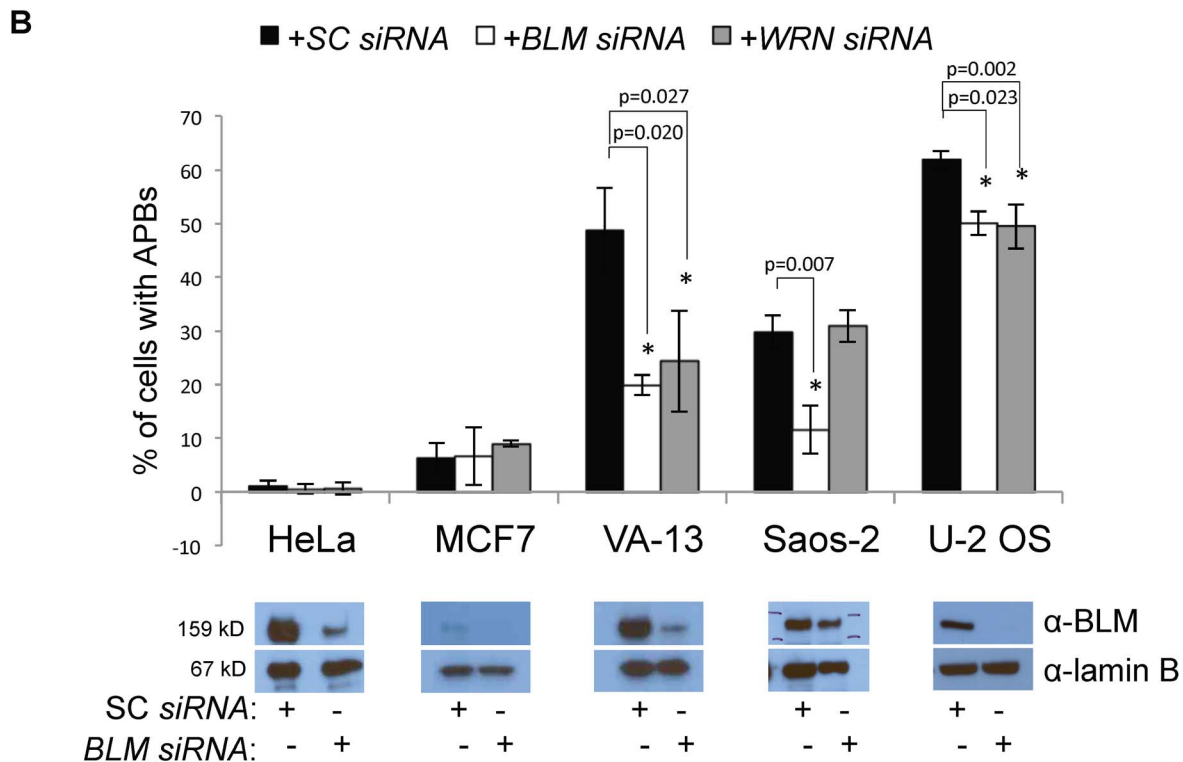 B
+SC siRNA +BLM siRNA +WRN siRNA
p=0.002
p=0.023
p=0.027
p=0.020
p=0.007
% of cells with APBs
70
60
50
40
30
20
10
0
-10
* * * * *
HeLa MCF7 VA-13 Saos-2 U-2 OS
159 kD α-BLM
67 kD α-lamin B
SC siRNA: + - + - + - + - + -
BLM siRNA: - + - + - + - + - +